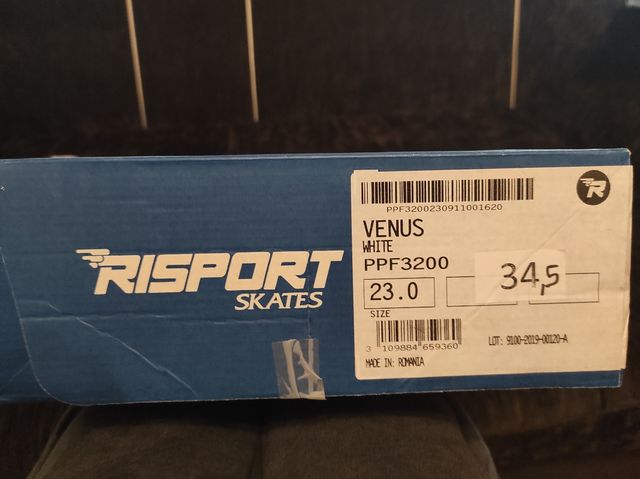 RISPORT
SKATES
PPF3200230911001620
R
VENUS
WHITE
PPF3200
23.0
34,5
SIZE
3 109884 659360
LOT: 9100-2019-00120-A
MADE IN: ROMANIA